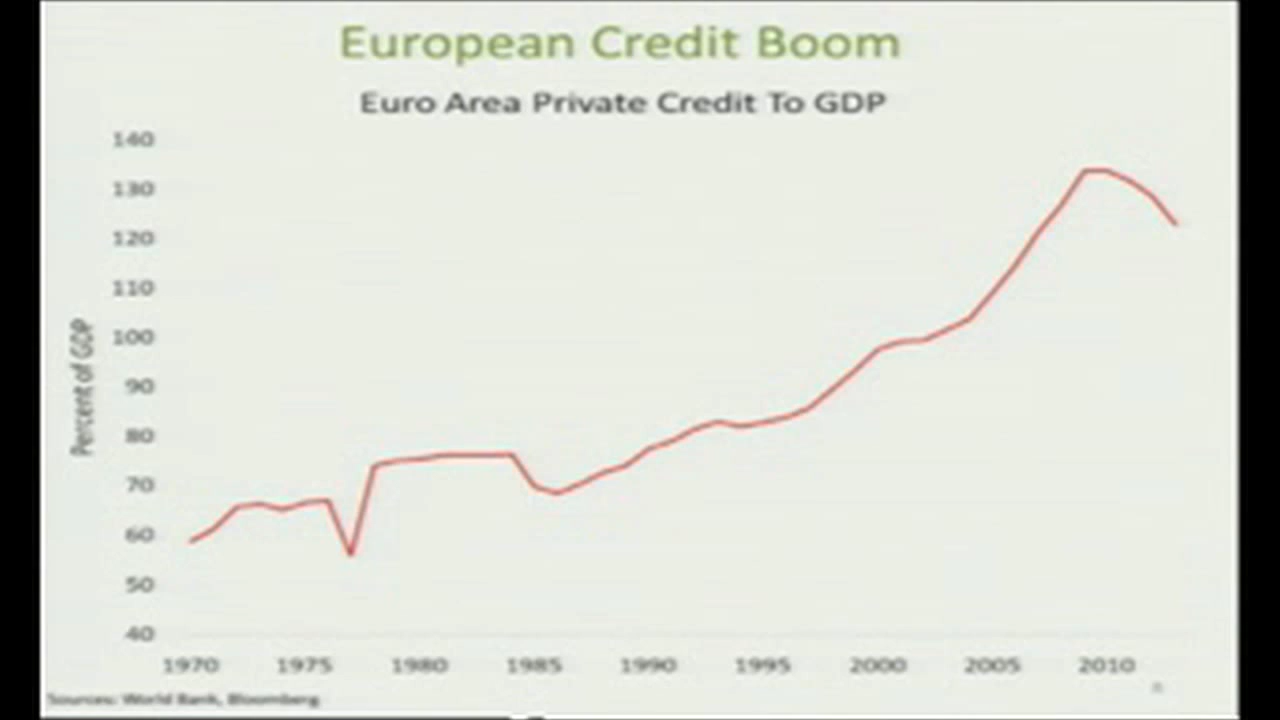 European Credit Boom
Euro Area Private Credit To GDP
140
130
120
110
100
90
80
70
60
50
40
Percent of GDP
1970 1975 1980 1985 1990 1995 2000 2005 2010
Sources: World Bank, Bloomberg